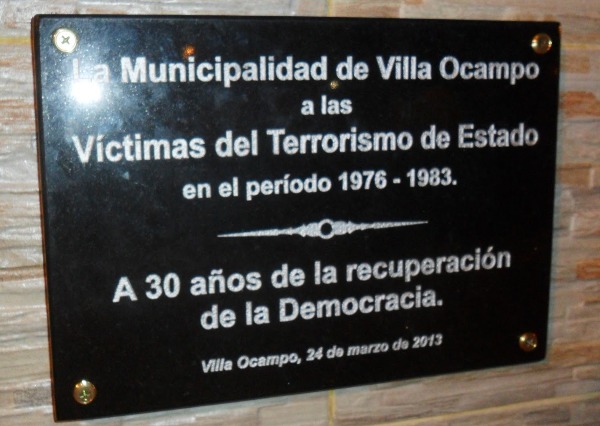 La Municipalidad de Villa Ocampo
a las
Víctimas del Terrorismo de Estado
en el período 1976 - 1983.
A 30 años de la recuperación
de la Democracia.
Villa Ocampo, 24 de marzo de 2013